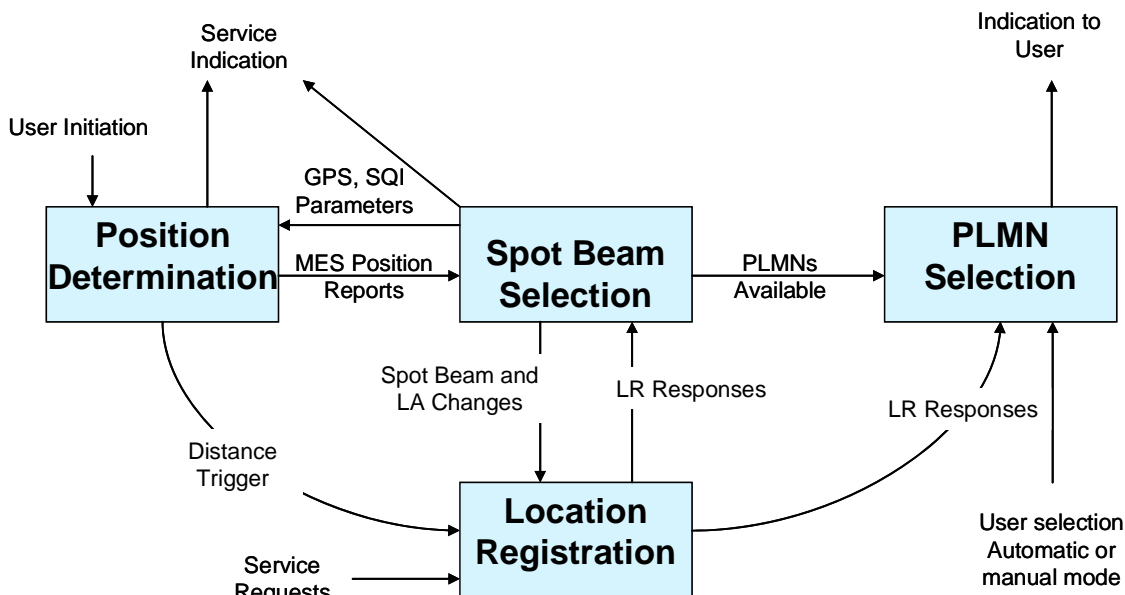 Service
Indication
Indication to
User
User Initiation
GPS, SQI
Parameters
Position
Determination
MES Position
Reports
Spot Beam
Selection
PLMNs
Available
PLMN
Selection
Spot Beam and
LA Changes
LR Responses
LR Responses
Distance
Trigger
Location
Registration
Service
Requests
User selection
Automatic or
manual mode